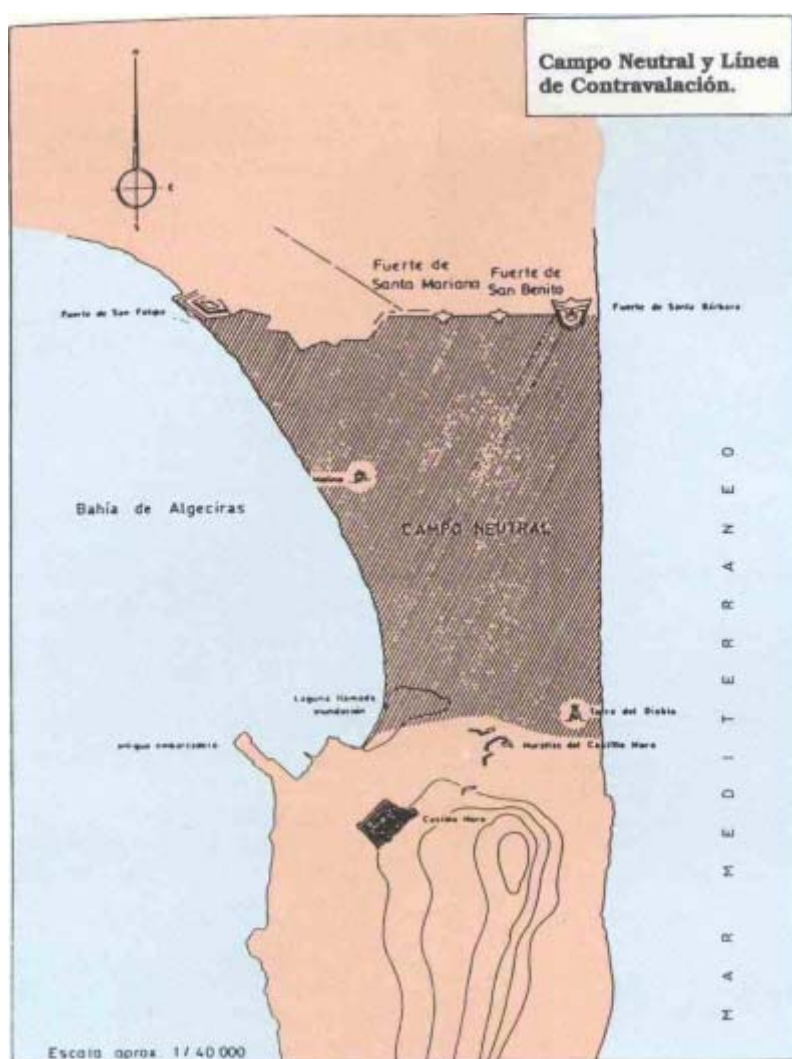 Campo Neutral y Línea
de Contravalación.
E
Fuerte de
Santa Mariana
Fuerte de
San Benito
Fuerte de San Felipe
Fuerte de Santa Bárbara
Molino
Bahía de Algeciras
CAMPO NEUTRAL
MAR MEDITERRANEO
Laguna llamada
inundación
Torre del Diablo
antiguo embarcadero
Murallas del Castillo Moro
Castillo Moro
Escala aprox. 1/40 000